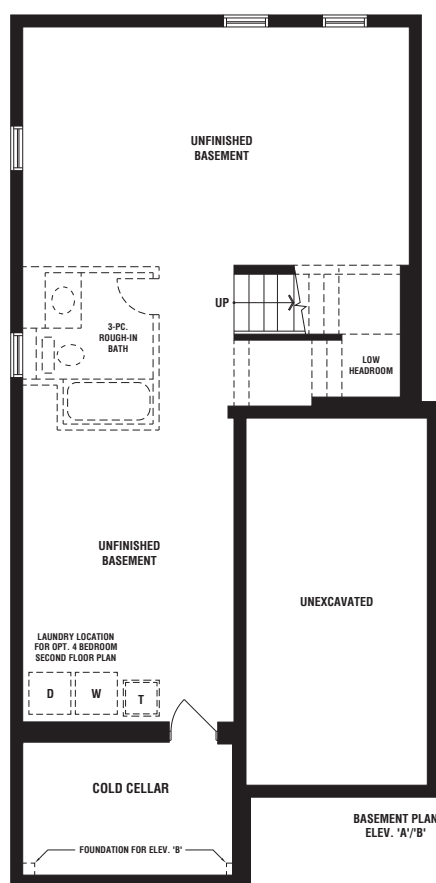 UNFINISHED
BASEMENT
UP
3-PC.
ROUGH-IN
BATH
LOW
HEADROOM
UNFINISHED
BASEMENT
UNEXCAVATED
LAUNDRY LOCATION
FOR OPT. 4 BEDROOM
SECOND FLOOR PLAN
D W T
COLD CELLAR
BASEMENT PLAN
ELEV. 'A'/'B'
FOUNDATION FOR ELEV. 'B'